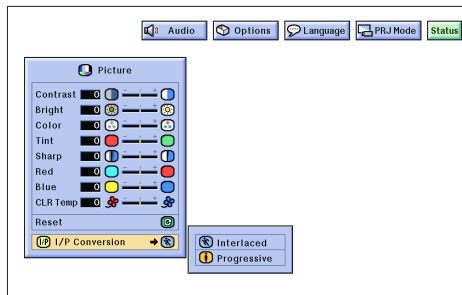 Audio Options Language PRJ Mode Status
Picture
Contrast 0
Bright 0
Color 0
Tint 0
Sharp 0
Red 0
Blue 0
CLR Temp 0
Reset
I/P I/P Conversion
Interlaced
Progressive